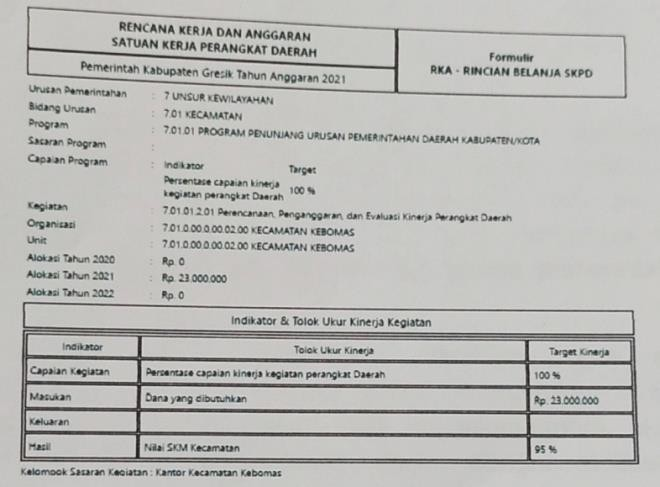 RENCANA KERJA DAN ANGGARAN
SATUAN KERJA PERANGKAT DAERAH
Formulir
RKA - RINCIAN BELANJA SKPD
Pemerintah Kabupaten Gresik Tahun Anggaran 2021
Urusan Pemerintahan : 7 UNSUR KEWILAYAHAN
Bidang Urusan : 7.01 KECAMATAN
Program : 7.01.01 PROGRAM PENUNJANG URUSAN PEMERINTAHAN DAERAH KABUPATEN/KOTA
Sasaran Program :
Capaian Program : Indikator Target
Persentase capaian kinerja kegiatan perangkat Daerah 100 %
Kegiatan : 7.01.01.2.01 Perencanaan, Penganggaran, dan Evaluasi Kinerja Perangkat Daerah
Organisasi : 7.01.0.00.0.00.02.00 KECAMATAN KEBOMAS
Unit : 7.01.0.00.0.00.02.00 KECAMATAN KEBOMAS
Alokasi Tahun 2020 : Rp. 0
Alokasi Tahun 2021 : Rp. 23.000.000
Alokasi Tahun 2022 : Rp. 0
Indikator & Tolok Ukur Kinerja Kegiatan
Indikator Tolok Ukur Kinerja Target Kinerja
Capaian Kegiatan Persentase capaian kinerja kegiatan perangkat Daerah 100 %
Masukan Dana yang dibutuhkan Rp. 23.000.000
Keluaran
Hasil Nilai SKM Kecamatan 95 %
Kelompok Sasaran Kegiatan : Kantor Kecamatan Kebomas